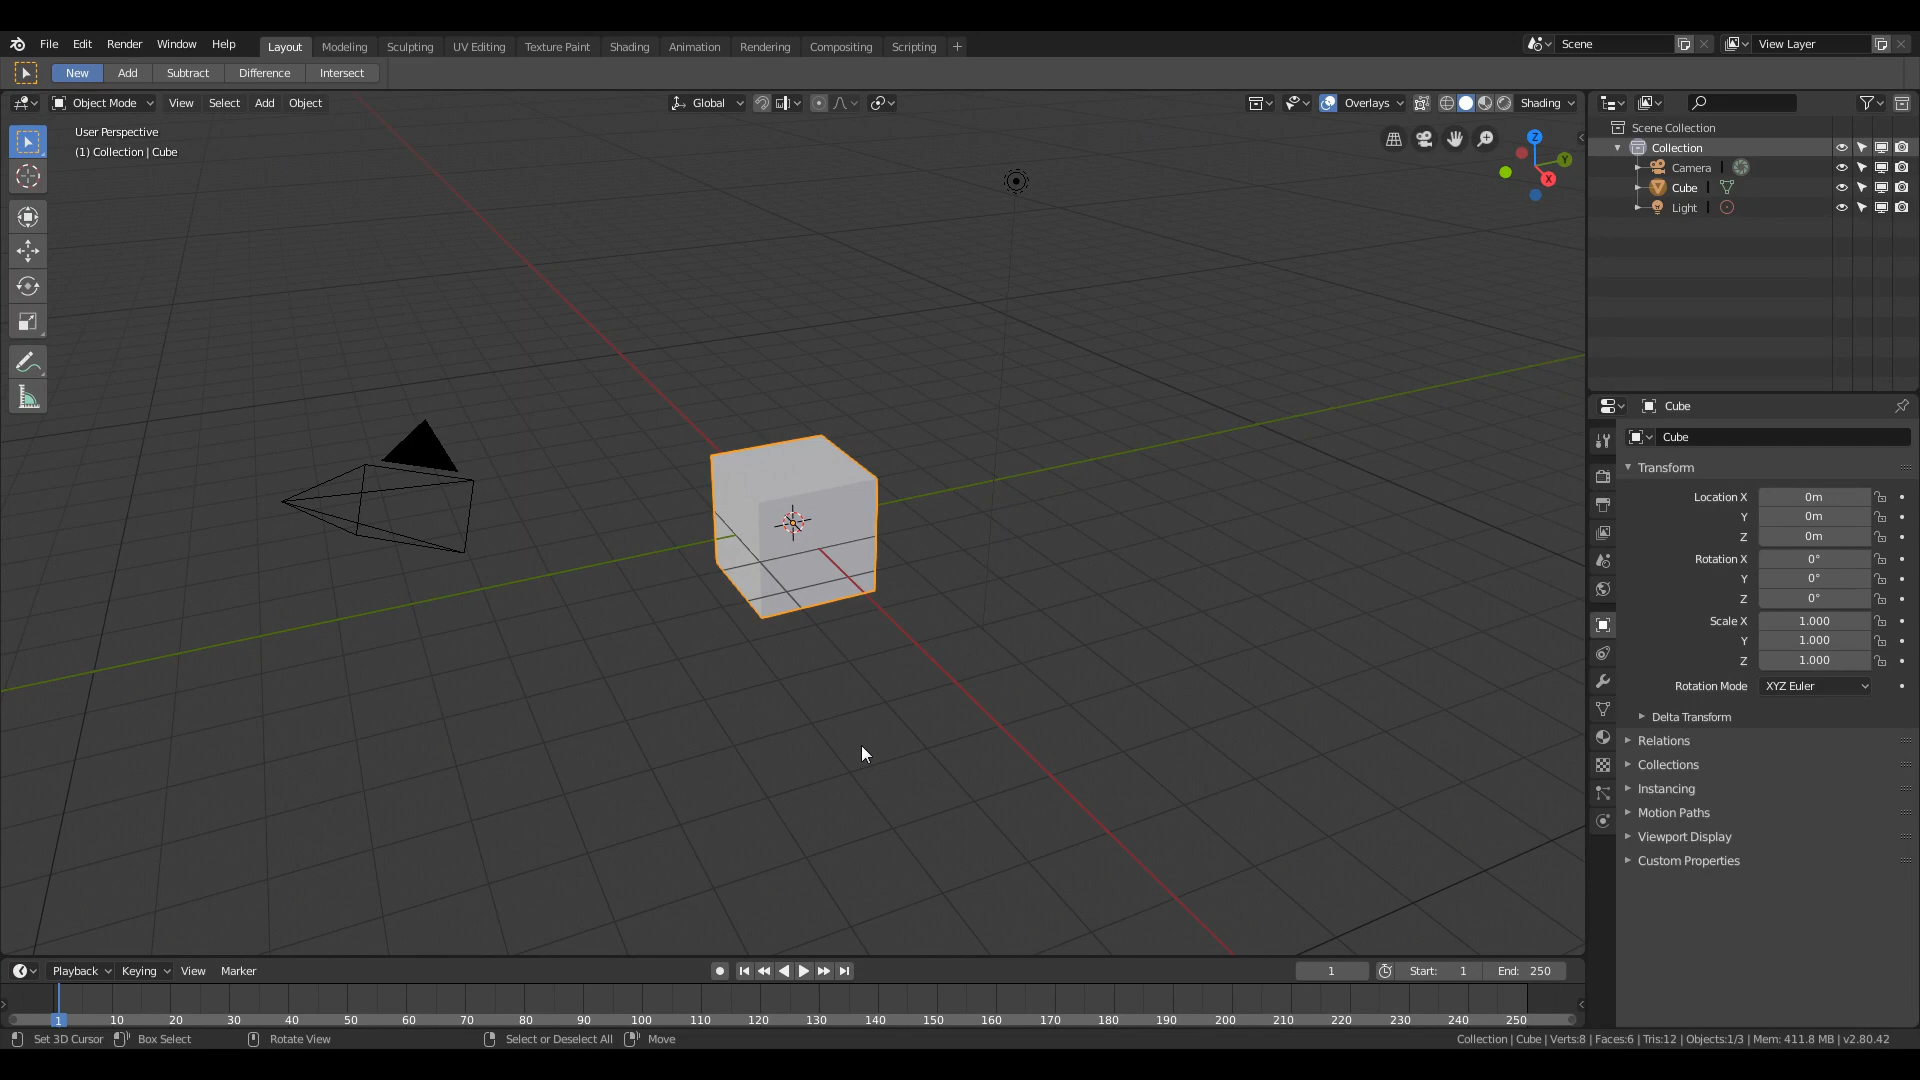 File Edit Render Window Help Layout Modeling Sculpting UV Editing Texture Paint Shading Animation Rendering Compositing Scripting + Scene View Layer
New Add Subtract Difference Intersect
Object Mode View Select Add Object Global Overlays Shading
User Perspective
(1) Collection | Cube
Z
Y
X
Scene Collection
Collection
Camera
Cube
Light
Cube
Cube
Transform
Location X 0m
Y 0m
Z 0m
Rotation X 0°
Y 0°
Z 0°
Scale X 1.000
Y 1.000
Z 1.000
Rotation Mode XYZ Euler
Delta Transform
Relations
Collections
Instancing
Motion Paths
Viewport Display
Custom Properties
Playback Keying View Marker 1 Start: 1 End: 250
1 10 20 30 40 50 60 70 80 90 100 110 120 130 140 150 160 170 180 190 200 210 220 230 240 250
Set 3D Cursor Box Select Rotate View Select or Deselect All Move Collection | Cube | Verts:8 | Faces:6 | Tris:12 | Objects:1/3 | Mem: 411.8 MB | v2.80.42